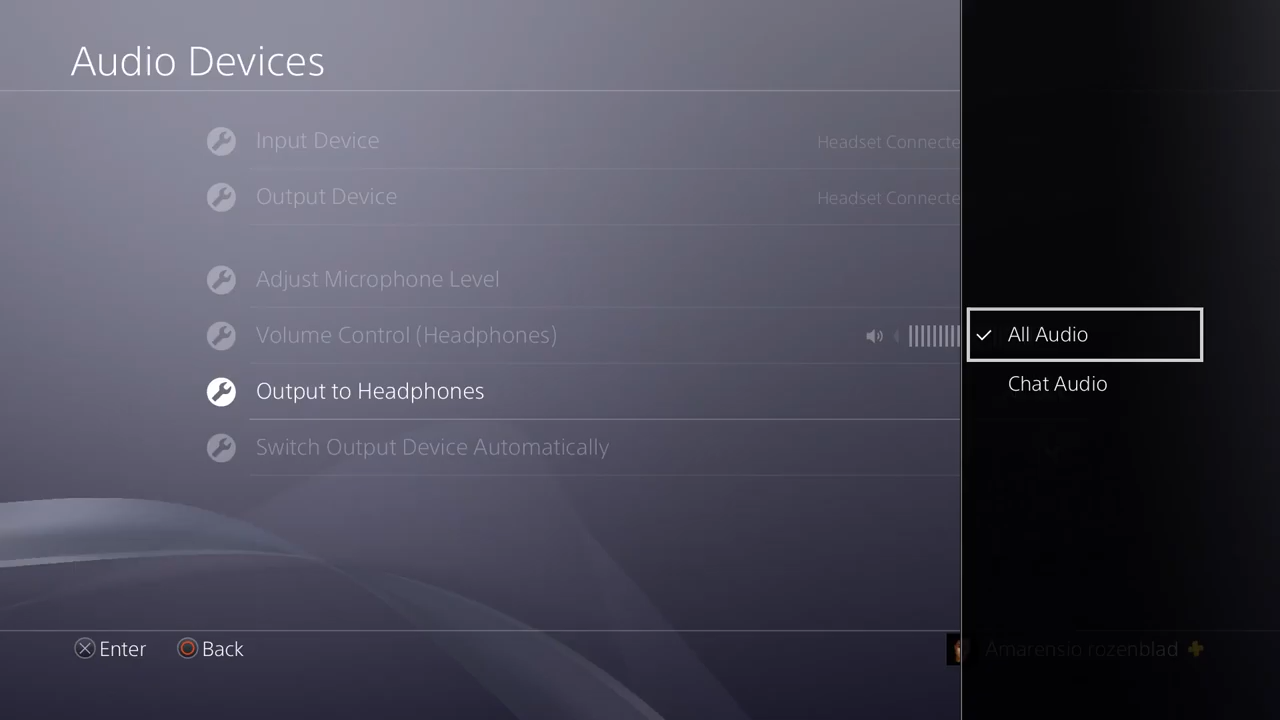 Audio Devices
Input Device
Headset Connecte
Output Device
Headset Connecte
Adjust Microphone Level
Volume Control (Headphones)
All Audio
Chat Audio
Output to Headphones
Switch Output Device Automatically
Enter
Back
Amarensio rozenblad